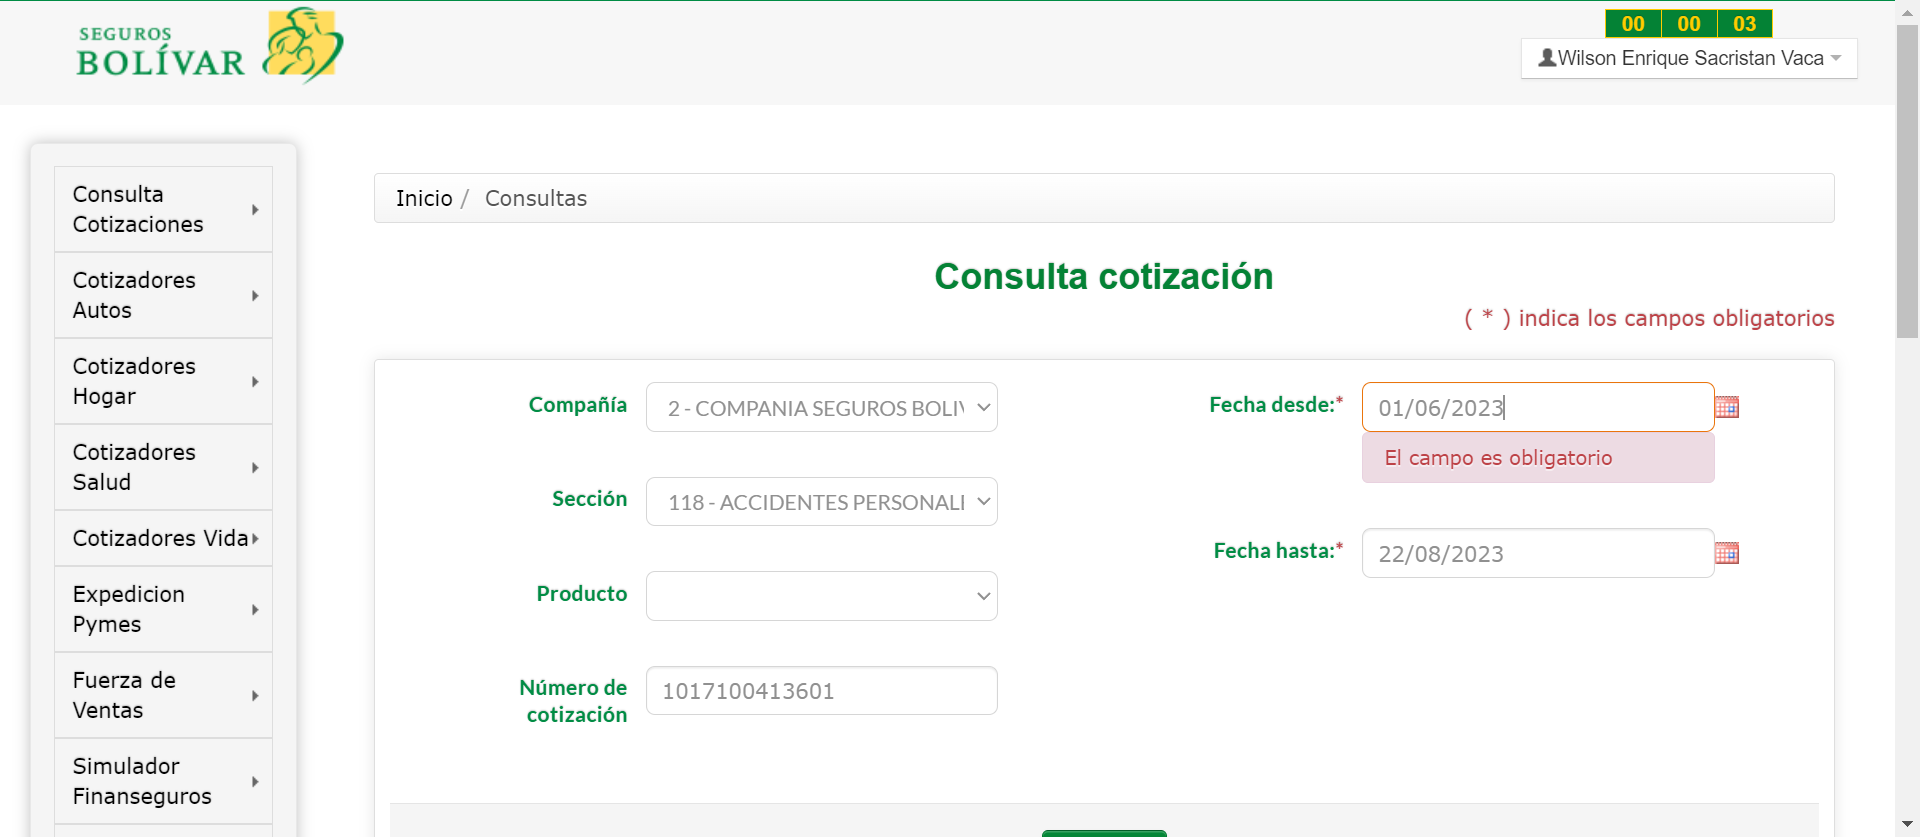 SEGUROS
BOLÍVAR
00 00 03
Wilson Enrique Sacristan Vaca
Consulta
Cotizaciones
Cotizadores
Autos
Cotizadores
Hogar
Cotizadores
Salud
Cotizadores Vida
Expedicion
Pymes
Fuerza de
Ventas
Simulador
Finanseguros
Inicio / Consultas
Consulta cotización
( * ) indica los campos obligatorios
Compañía 2 - COMPANIA SEGUROS BOLI
Sección 118 - ACCIDENTES PERSONAL
Producto
Número de
cotización
1017100413601
Fecha desde:* 01/06/2023
El campo es obligatorio
Fecha hasta:* 22/08/2023